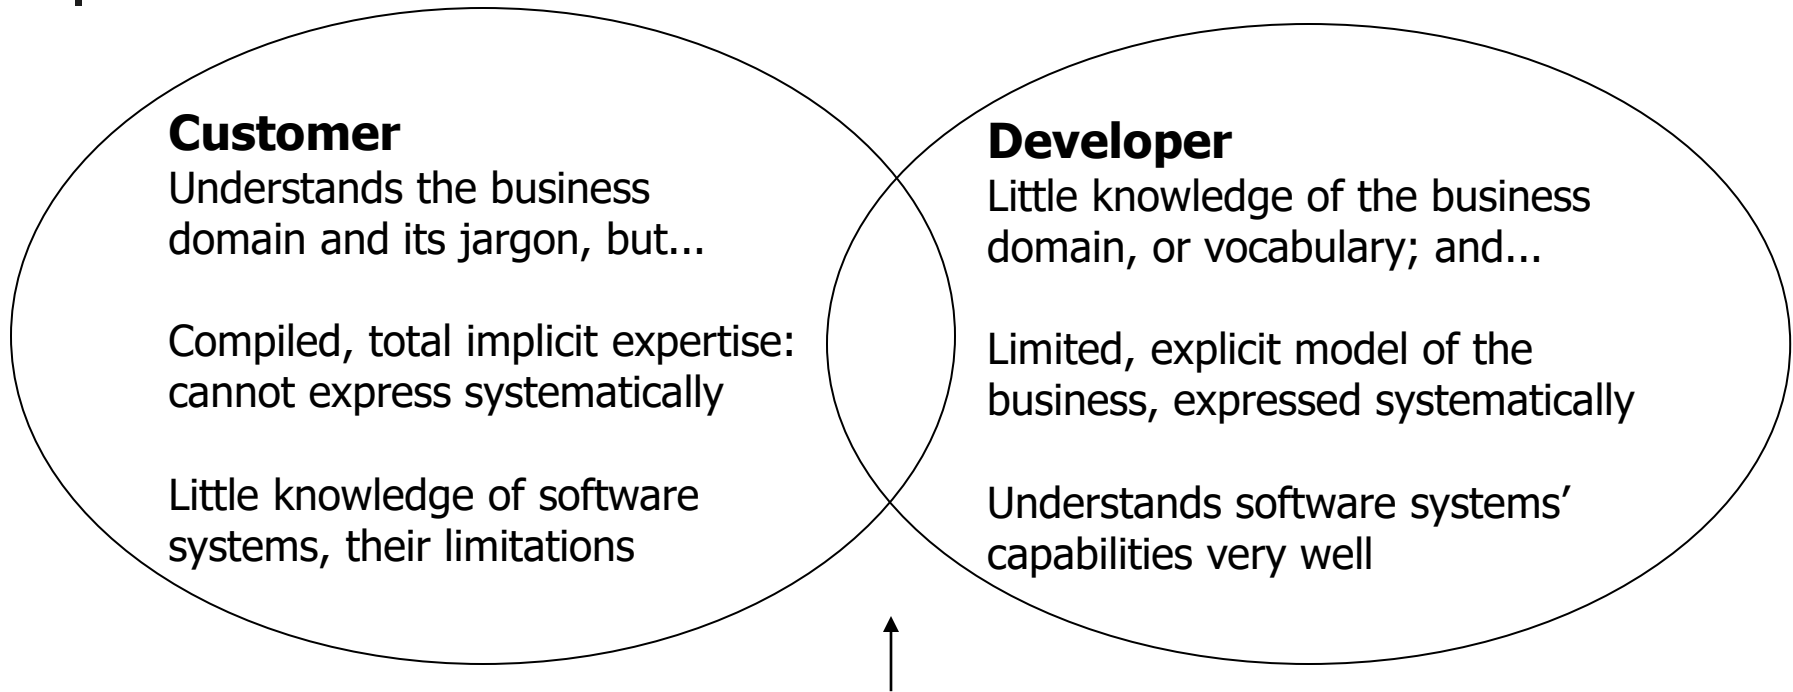 Customer
Understands the business
domain and its jargon, but...
Compiled, total implicit expertise:
cannot express systematically
Little knowledge of software
systems, their limitations
Developer
Little knowledge of the business
domain, or vocabulary; and...
Limited, explicit model of the
business, expressed systematically
Understands software systems’
capabilities very well